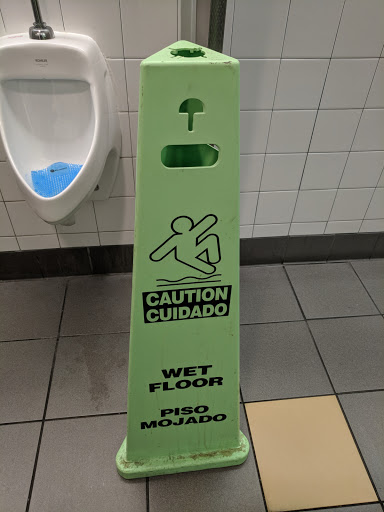 CAUTION
CUIDADO
WET
FLOOR
PISO
MOJADO